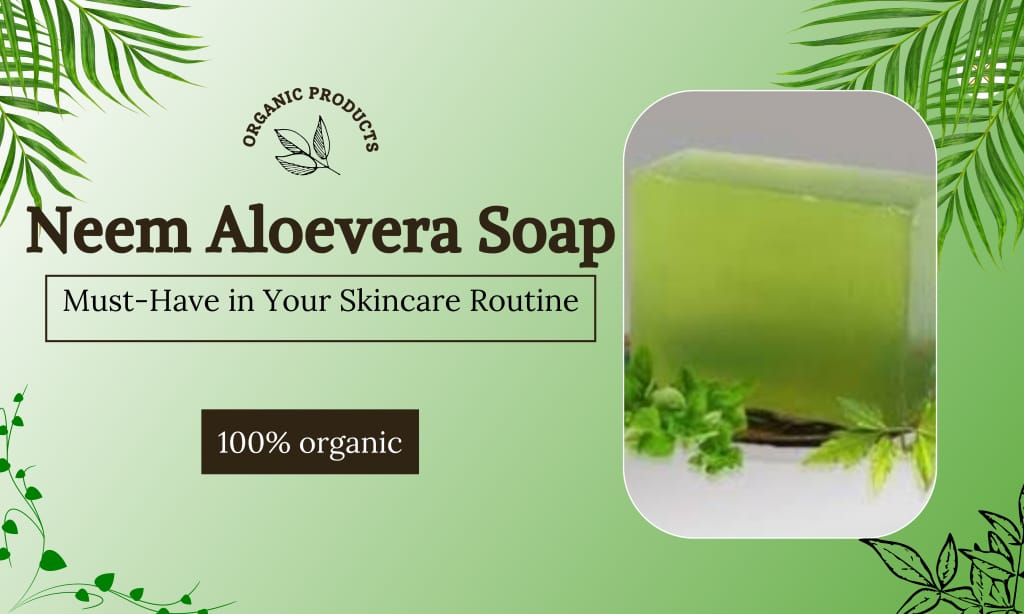 ORGANIC PRODUCTS
Neem Aloevera Soap
Must-Have in Your Skincare Routine
100% organic